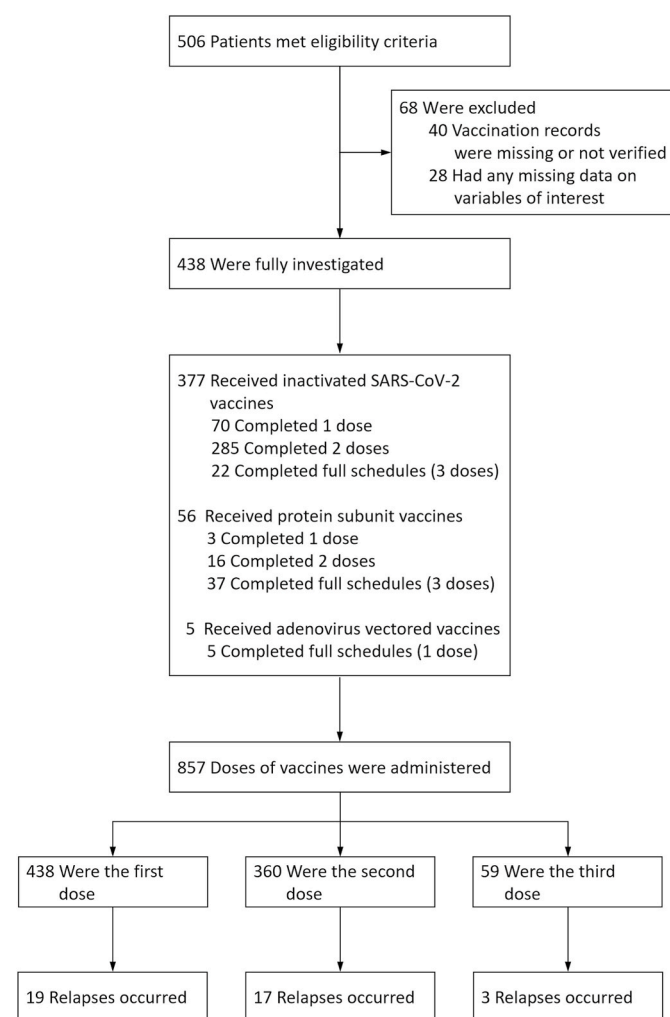 506 Patients met eligibility criteria
68 Were excluded
40 Vaccination records
were missing or not verified
28 Had any missing data on
variables of interest
438 Were fully investigated
377 Received inactivated SARS-CoV-2
vaccines
70 Completed 1 dose
285 Completed 2 doses
22 Completed full schedules (3 doses)
56 Received protein subunit vaccines
3 Completed 1 dose
16 Completed 2 doses
37 Completed full schedules (3 doses)
5 Received adenovirus vectored vaccines
5 Completed full schedules (1 dose)
857 Doses of vaccines were administered
438 Were the first
dose
360 Were the second
dose
59 Were the third
dose
19 Relapses occurred
17 Relapses occurred
3 Relapses occurred